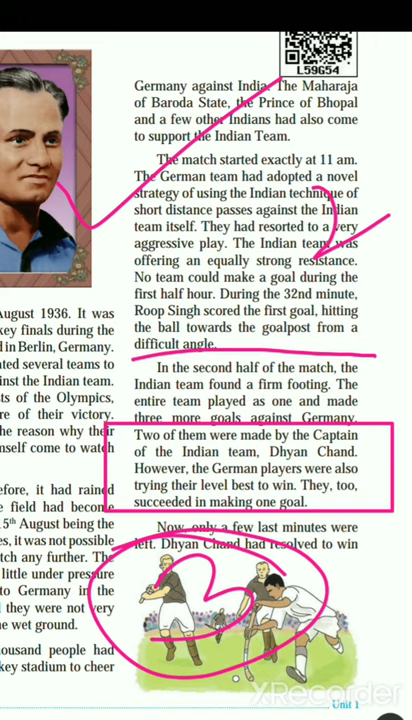 L59654
Germany against India. The Maharaja
of Baroda State, the Prince of Bhopal
and a few other Indians had also come
to support the Indian Team.
The match started exactly at 11 am.
The German team had adopted a novel
strategy of using the Indian technique of
short distance passes against the Indian
team itself. They had resorted to a very
aggressive play. The Indian team was
offering an equally strong resistance.
No team could make a goal during the
first half hour. During the 32nd minute,
Roop Singh scored the first goal, hitting
the ball towards the goalpost from a
difficult angle.
In the second half of the match, the
Indian team found a firm footing. The
entire team played as one and made
three more goals against Germany.
Two of them were made by the Captain
of the Indian team, Dhyan Chand.
However, the German players were also
trying their level best to win. They, too,
succeeded in making one goal.
Now, only a few last minutes were
left. Dhyan Chand had resolved to win
August 1936. It was
key finals during the
d in Berlin, Germany.
ated several teams to
inst the Indian team.
sts of the Olympics,
re of their victory.
he reason why their
mself come to watch
efore, it had rained
e field had become
15th August being the
es, it was not possible
tch any further. The
little under pressure
to Germany in the
they were not very
he wet ground.
housand people had
key stadium to cheer
2
3
XRecorder
Unit 1